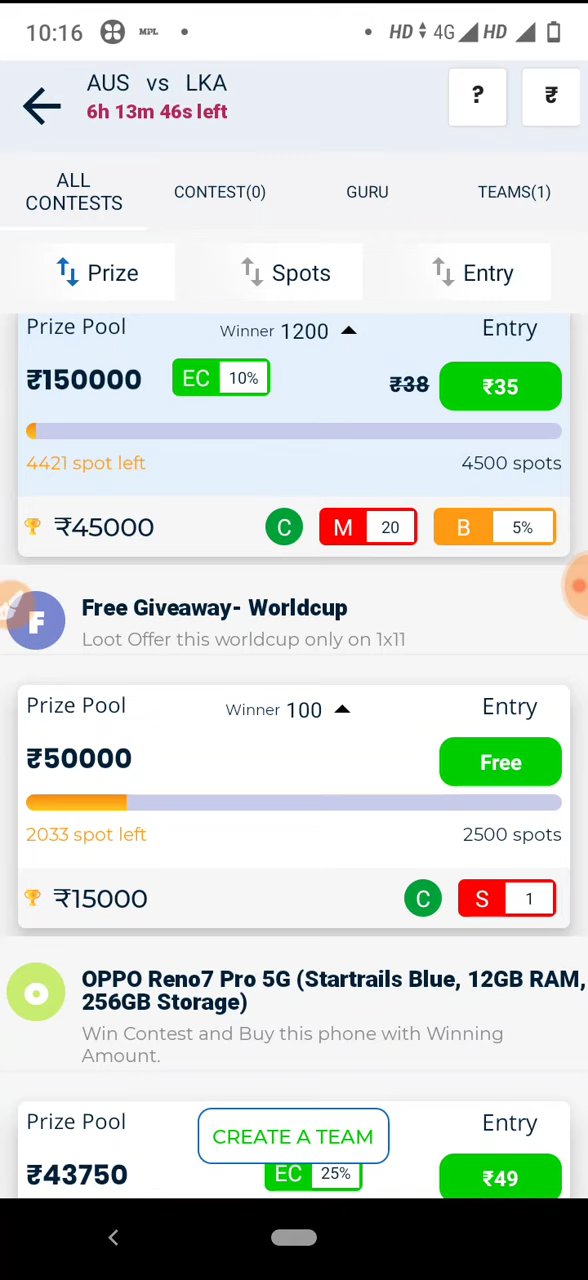 10:16 MPL HD 4G HD
AUS vs LKA
6h 13m 46s left
? ₹
ALL CONTESTS
CONTEST(0)
GURU
TEAMS(1)
Prize
Spots
Entry
Prize Pool Winner 1200 Entry
₹150000 EC 10% ₹38 ₹35
4421 spot left 4500 spots
₹45000 C M 20 B 5%
F
Free Giveaway- Worldcup
Loot Offer this worldcup only on 1x11
Prize Pool Winner 100 Entry
₹50000 Free
2033 spot left 2500 spots
₹15000 C S 1
OPPO Reno7 Pro 5G (Startrails Blue, 12GB RAM,
256GB Storage)
Win Contest and Buy this phone with Winning
Amount.
Prize Pool Entry
CREATE A TEAM
₹43750 EC 25% ₹49